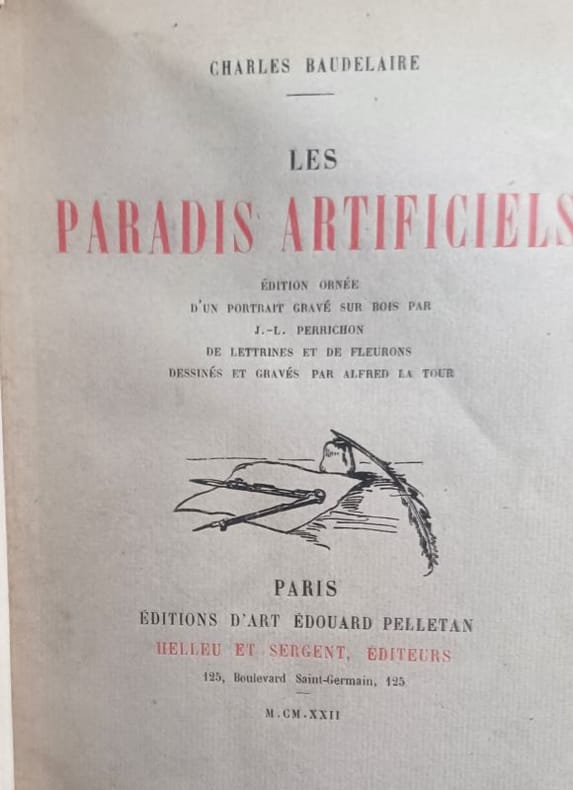 CHARLES BAUDELAIRE
LES
PARADIS ARTIFICIELS
ÉDITION ORNÉE
D'UN PORTRAIT GRAVÉ SUR BOIS PAR
J.-L. PERRICHON
DE LETTRINES ET DE FLEURONS
DESSINÉS ET GRAVÉS PAR ALFRED LA TOUR
PARIS
ÉDITIONS D'ART ÉDOUARD PELLETAN
HELLEU ET SERGENT, ÉDITEURS
125, Boulevard Saint-Germain, 125
M.CM.XXII